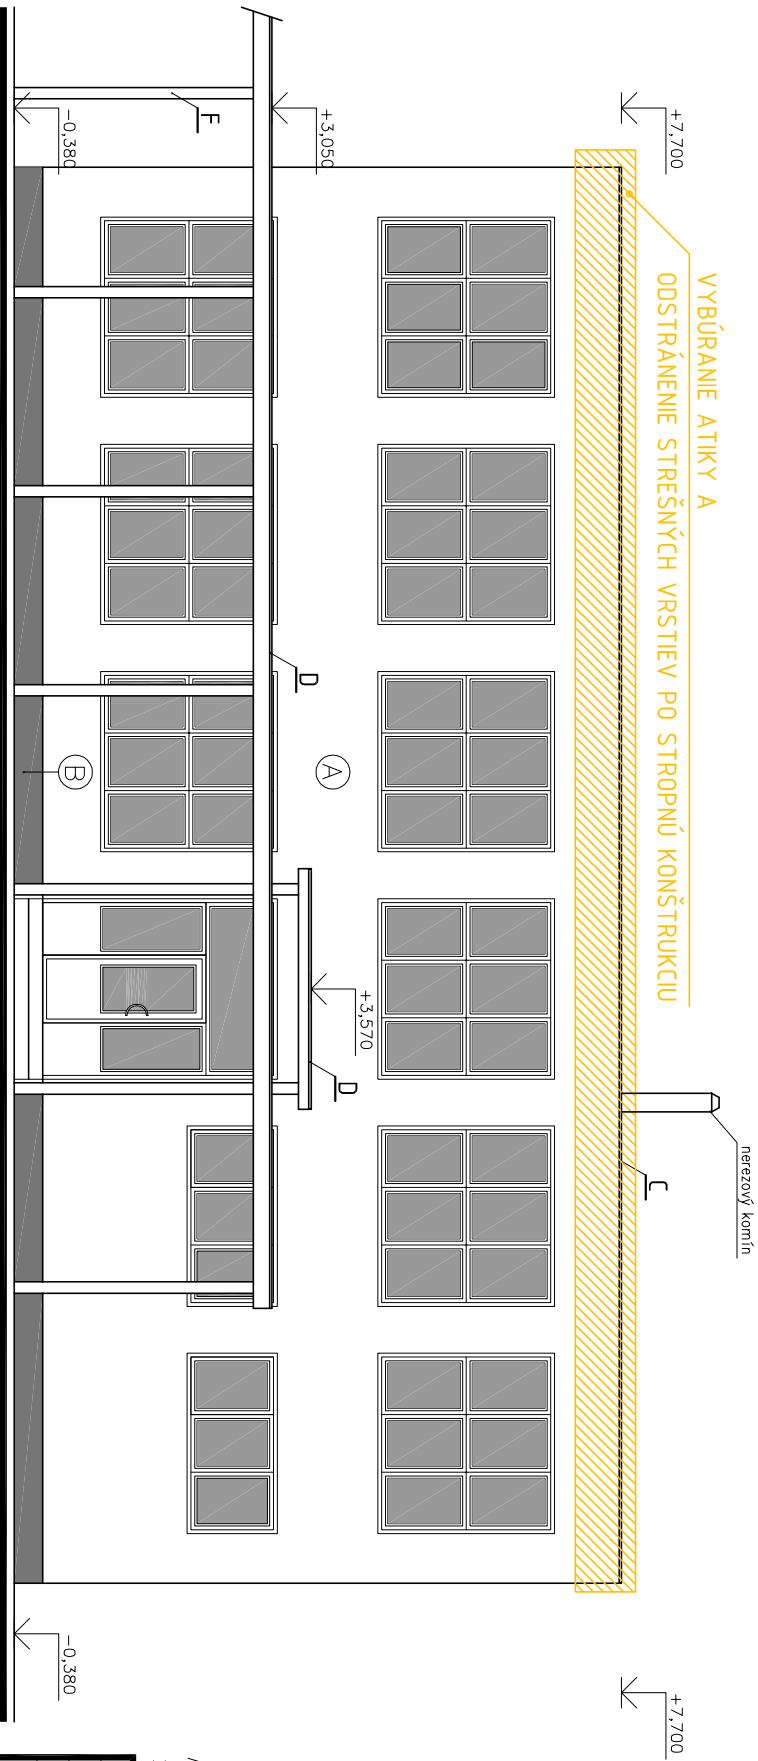 VYBÚRANIE ATIKY A
ODSTRÁNENIE STREŠNÝCH VRSTIEV PO STROPNÚ KONŠTRUKCIU
nerezový komín
+7,700
+7,700
C
+3,050
+3,570
D
D
A
F
B
-0,380
-0,380